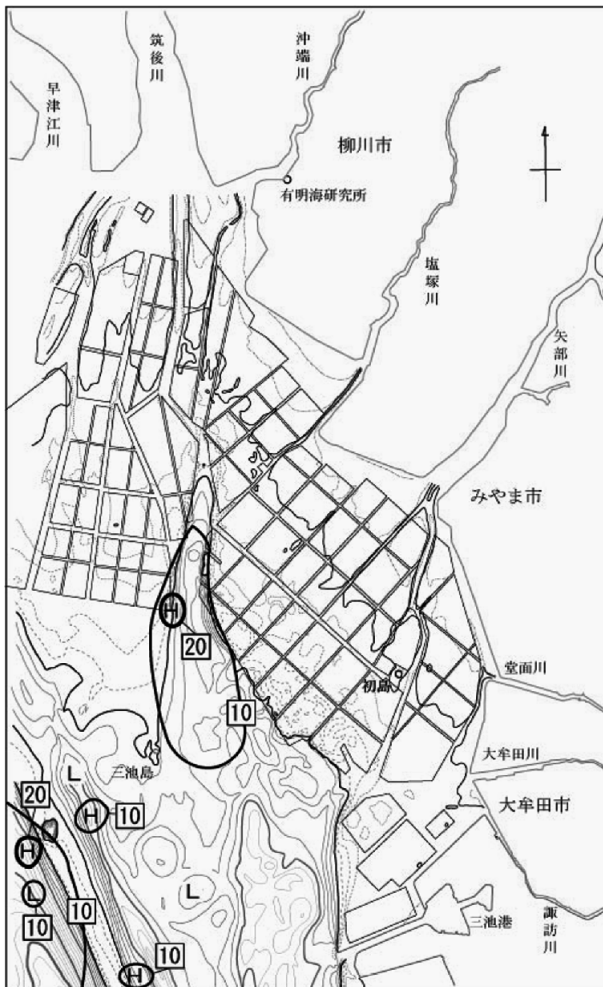 早津江川
筑後川
沖端川
柳川市
有明海研究所
塩塚川
矢部川
みやま市
H
20
初島
堂面川
10
三池島
大牟田川
L
20
H
10
大牟田市
H
L
L
10
10
三池港
諏訪川
H
10